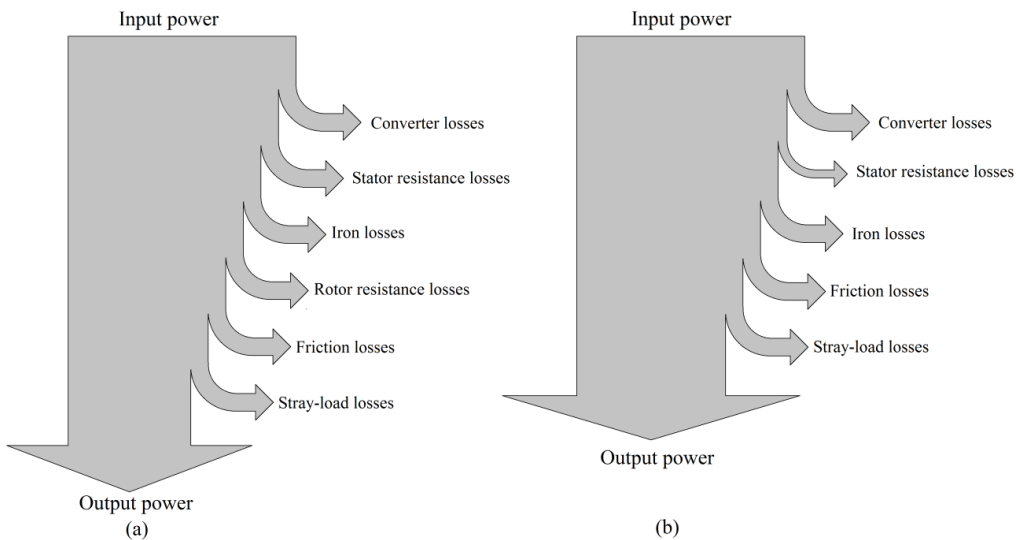 Input power
Converter losses
Stator resistance losses
Iron losses
Rotor resistance losses
Friction losses
Stray-load losses
Output power
(a)
Input power
Converter losses
Stator resistance losses
Iron losses
Friction losses
Stray-load losses
Output power
(b)